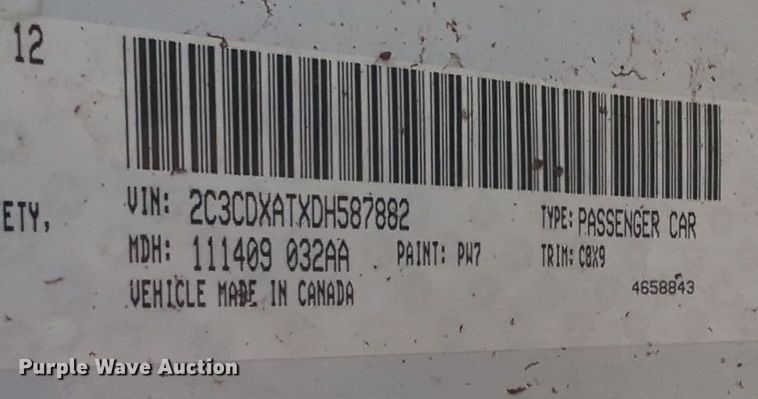 12
ETY,
VIN: 2C3CDXATXDH587882
TYPE: PASSENGER CAR
MDH: 111409 032AA
PAINT: PW7
TRIM: C8X9
VEHICLE MADE IN CANADA
4658843
Purple Wave Auction